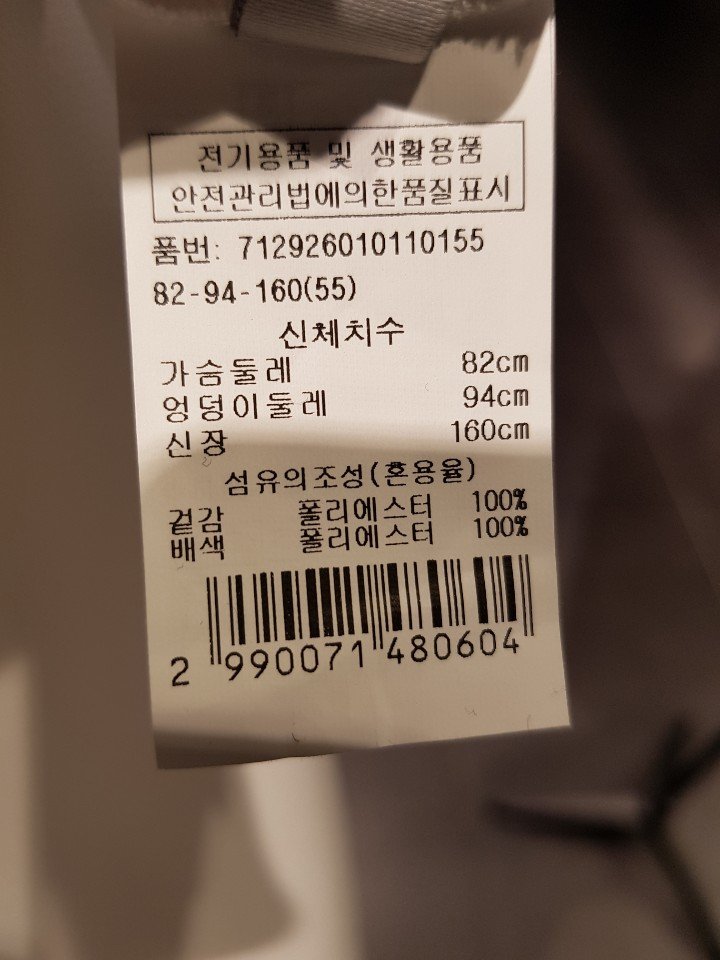 전기용품 및 생활용품
안전관리법에의한품질표시
품번: 712926010110155
82-94-160(55)
신체치수
가슴둘레 82cm
엉덩이둘레 94cm
신장 160cm
섬유의조성(혼용율)
겉감 폴리에스터 100%
배색 폴리에스터 100%
2 990071 480604